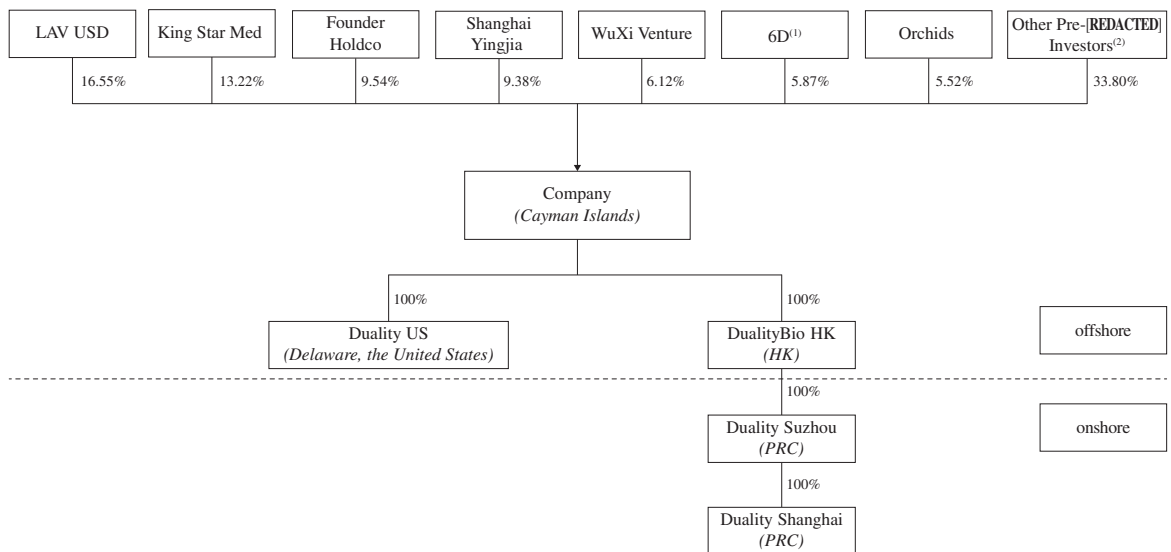 LAV USD
King Star Med
Founder
Holdco
Shanghai
Yingjia
WuXi Venture
6D(1)
Orchids
Other Pre-[REDACTED]
Investors(2)
16.55%
13.22%
9.54%
9.38%
6.12%
5.87%
5.52%
33.80%
Company
(Cayman Islands)
100%
100%
Duality US
(Delaware, the United States)
DualityBio HK
(HK)
offshore
100%
Duality Suzhou
(PRC)
onshore
100%
Duality Shanghai
(PRC)